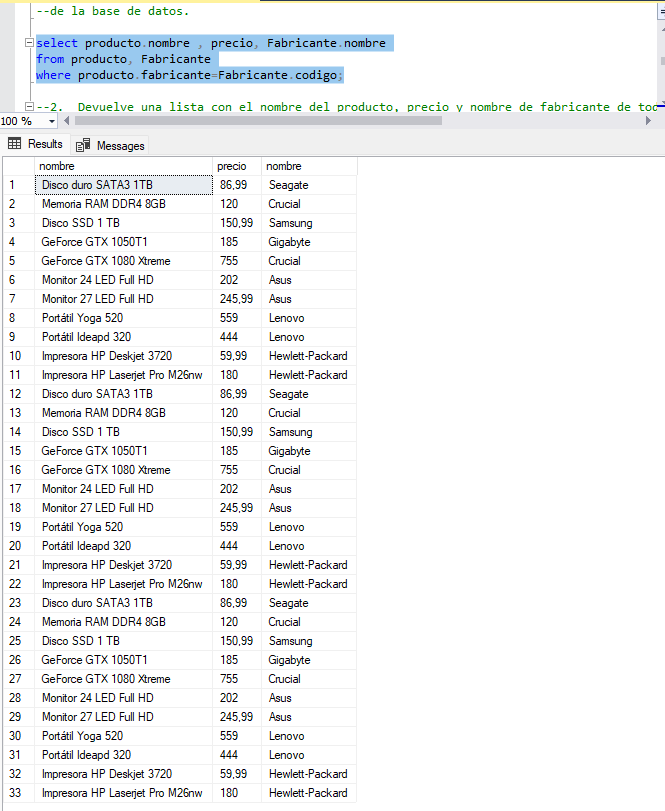 --de la base de datos.
select producto.nombre , precio, Fabricante.nombre
from producto, Fabricante
where producto.fabricante=Fabricante.codigo;
--2. Devuelve una lista con el nombre del producto, precio y nombre de fabricante de tod
100 %
Results Messages
nombre precio nombre
1 Disco duro SATA3 1TB 86,99 Seagate
2 Memoria RAM DDR4 8GB 120 Crucial
3 Disco SSD 1 TB 150,99 Samsung
4 GeForce GTX 1050T1 185 Gigabyte
5 GeForce GTX 1080 Xtreme 755 Crucial
6 Monitor 24 LED Full HD 202 Asus
7 Monitor 27 LED Full HD 245,99 Asus
8 Portátil Yoga 520 559 Lenovo
9 Portátil Ideapd 320 444 Lenovo
10 Impresora HP Deskjet 3720 59,99 Hewlett-Packard
11 Impresora HP Laserjet Pro M26nw 180 Hewlett-Packard
12 Disco duro SATA3 1TB 86,99 Seagate
13 Memoria RAM DDR4 8GB 120 Crucial
14 Disco SSD 1 TB 150,99 Samsung
15 GeForce GTX 1050T1 185 Gigabyte
16 GeForce GTX 1080 Xtreme 755 Crucial
17 Monitor 24 LED Full HD 202 Asus
18 Monitor 27 LED Full HD 245,99 Asus
19 Portátil Yoga 520 559 Lenovo
20 Portátil Ideapd 320 444 Lenovo
21 Impresora HP Deskjet 3720 59,99 Hewlett-Packard
22 Impresora HP Laserjet Pro M26nw 180 Hewlett-Packard
23 Disco duro SATA3 1TB 86,99 Seagate
24 Memoria RAM DDR4 8GB 120 Crucial
25 Disco SSD 1 TB 150,99 Samsung
26 GeForce GTX 1050T1 185 Gigabyte
27 GeForce GTX 1080 Xtreme 755 Crucial
28 Monitor 24 LED Full HD 202 Asus
29 Monitor 27 LED Full HD 245,99 Asus
30 Portátil Yoga 520 559 Lenovo
31 Portátil Ideapd 320 444 Lenovo
32 Impresora HP Deskjet 3720 59,99 Hewlett-Packard
33 Impresora HP Laserjet Pro M26nw 180 Hewlett-Packard